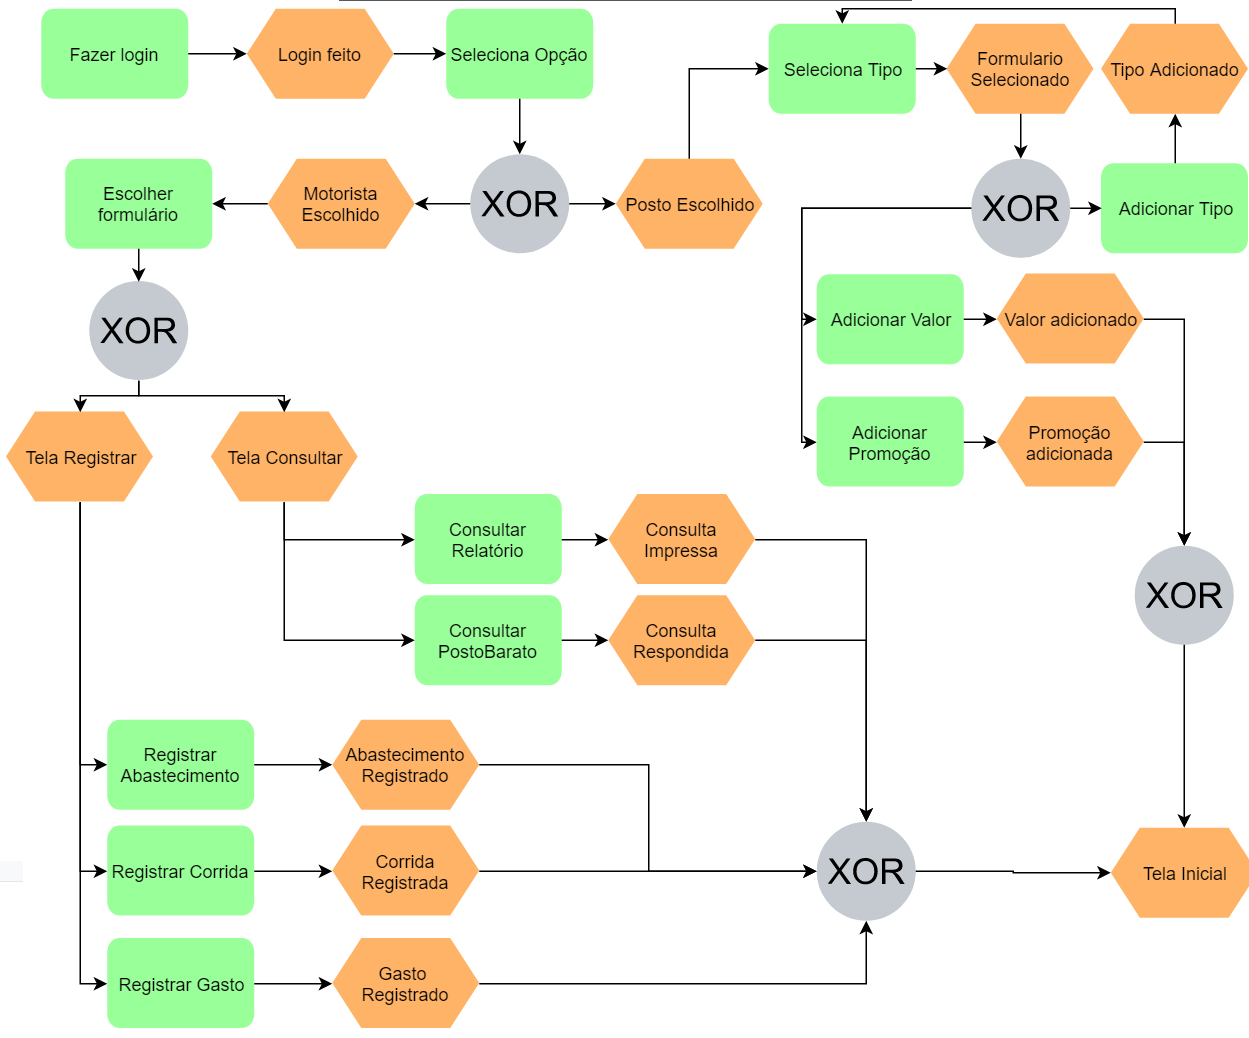 Fazer login
Login feito
Seleciona Opção
Seleciona Tipo
Formulario
Selecionado
Tipo Adicionado
Escolher
formulário
Motorista
Escolhido
XOR
Posto Escolhido
XOR
Adicionar Tipo
XOR
Adicionar Valor
Valor adicionado
Adicionar
Promoção
Promoção
adicionada
Tela Registrar
Tela Consultar
Consultar
Relatório
Consulta
Impressa
XOR
Consultar
PostoBarato
Consulta
Respondida
Registrar
Abastecimento
Abastecimento
Registrado
Registrar Corrida
Corrida
Registrada
XOR
Tela Inicial
Registrar Gasto
Gasto
Registrado